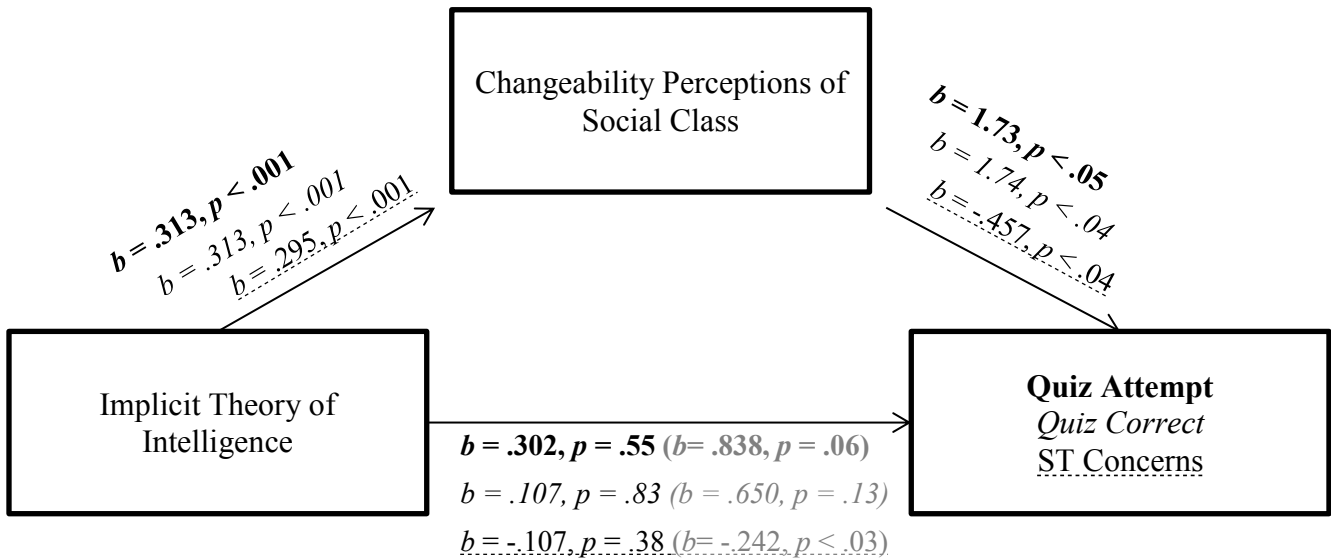 Changeability Perceptions of
Social Class
b = 1.73, p < .05
b = 1.74, p < .04
b = -.457, p < .04
b = .313, p < .001
b = .313, p < .001
b = .295, p < .001
Implicit Theory of
Intelligence
Quiz Attempt
Quiz Correct
ST Concerns
b = .302, p = .55 (b= .838, p = .06)
b = .107, p = .83 (b = .650, p = .13)
b = -.107, p = .38 (b= -.242, p < .03)